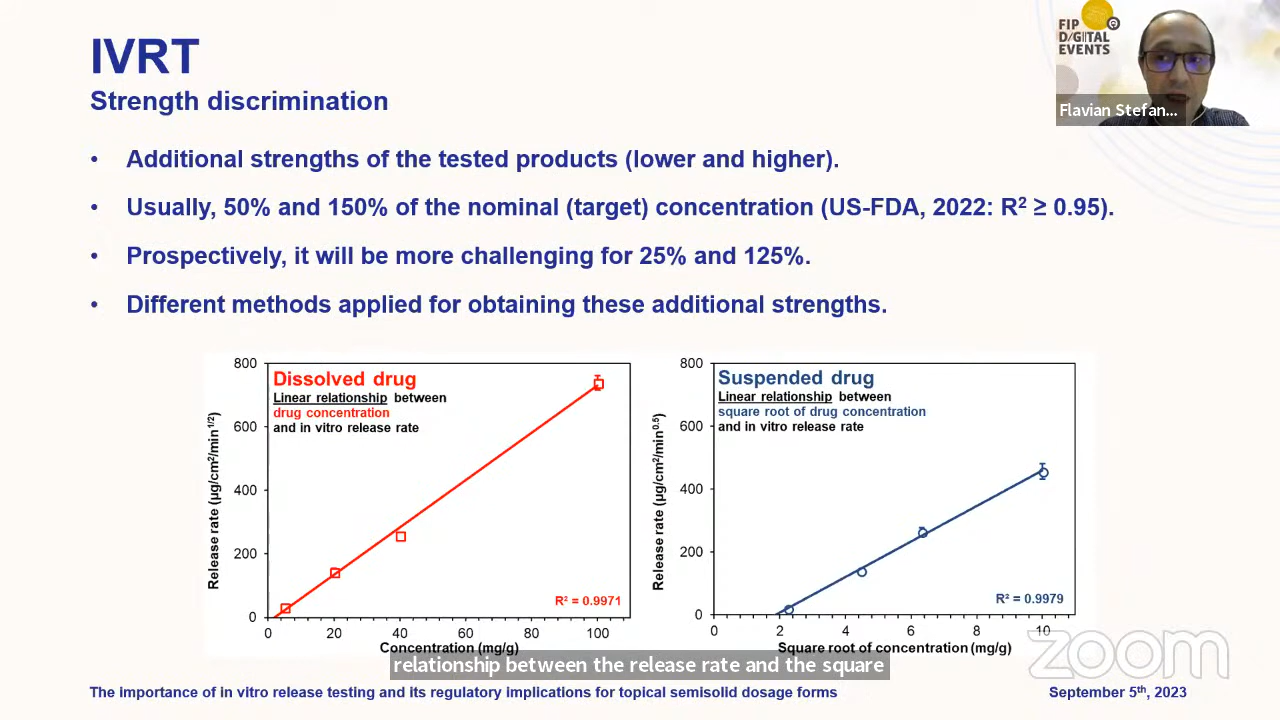 IVRT
Strength discrimination
FIP
DIGITAL
EVENTS
Flavian Stefan...
• Additional strengths of the tested products (lower and higher).
• Usually, 50% and 150% of the nominal (target) concentration (US-FDA, 2022: R² ≥ 0.95).
• Prospectively, it will be more challenging for 25% and 125%.
• Different methods applied for obtaining these additional strengths.
Dissolved drug
Linear relationship between
drug concentration
and in vitro release rate
Release rate (µg/cm²/min¹/²)
800
600
400
200
0
R² = 0.9971
0 20 40 60 80 100
Concentration (mg/g)
Suspended drug
Linear relationship between
square root of drug concentration
and in vitro release rate
Release rate (µg/cm²/min⁰·⁵)
800
600
400
200
0
R² = 0.9979
0 2 4 6 8 10
Square root of concentration (mg/g)
relationship between the release rate and the square
zoom
The importance of in vitro release testing and its regulatory implications for topical semisolid dosage forms
September 5th, 2023